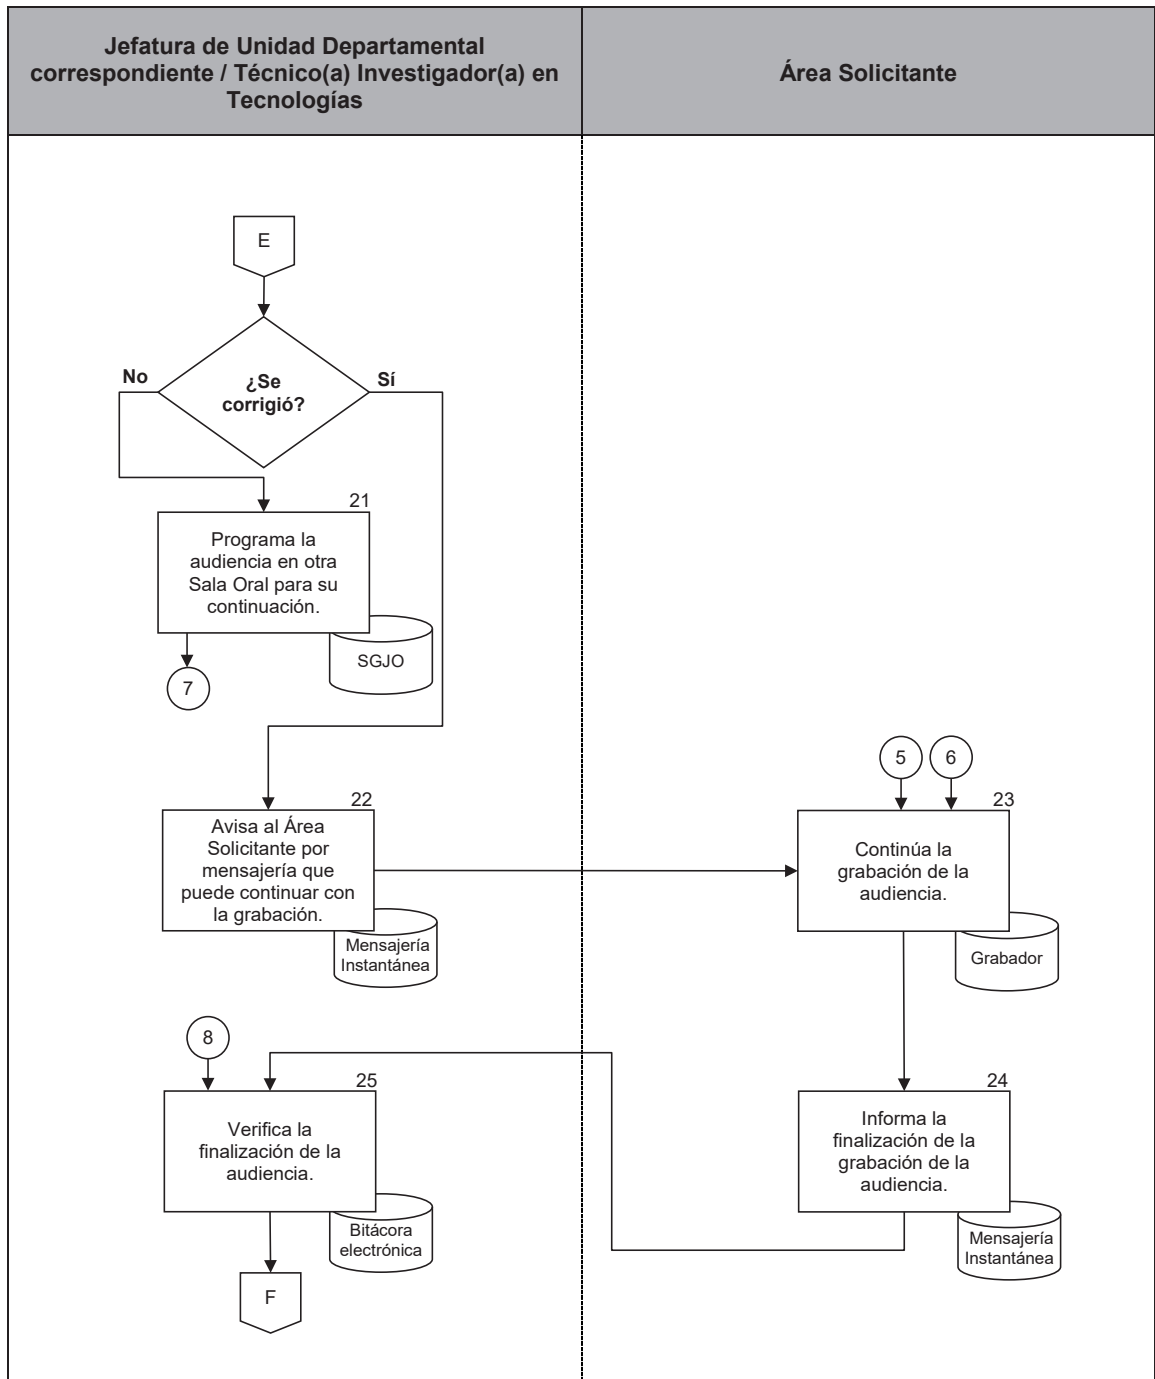 Jefatura de Unidad Departamental
correspondiente / Técnico(a) Investigador(a) en
Tecnologías
Área Solicitante
E
¿Se
corrigió?
No
Sí
21
Programa la
audiencia en otra
Sala Oral para su
continuación.
SGJO
7
22
Avisa al Área
Solicitante por
mensajería que
puede continuar con
la grabación.
Mensajería
Instantánea
5
6
23
Continúa la
grabación de la
audiencia.
Grabador
24
Informa la
finalización de la
grabación de la
audiencia.
Mensajería
Instantánea
8
25
Verifica la
finalización de la
audiencia.
Bitácora
electrónica
F